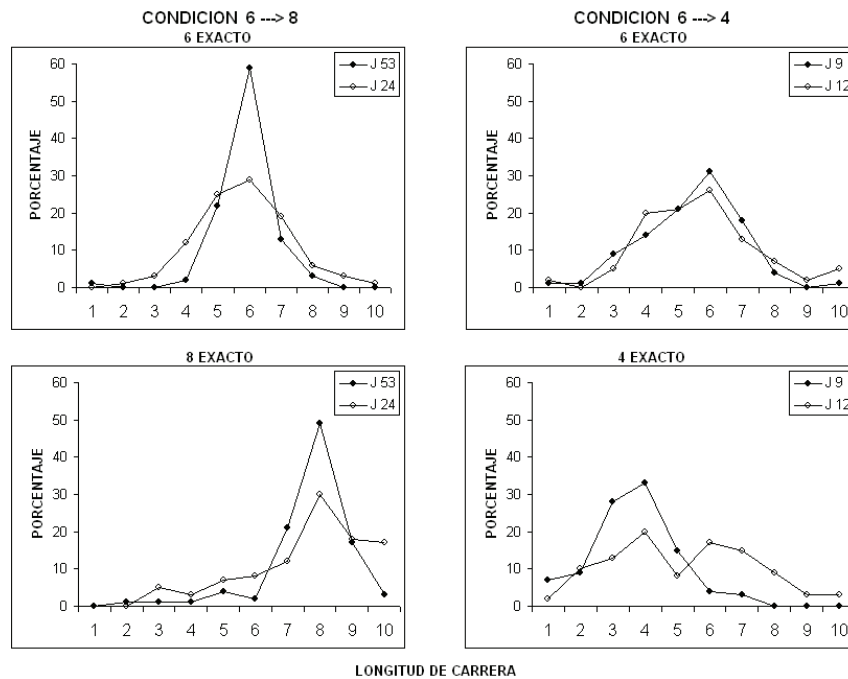 CONDICION 6 ---> 8
6 EXACTO
PORCENTAJE
60
50
40
30
20
10
0
1 2 3 4 5 6 7 8 9 10
J 53
J 24
CONDICION 6 ---> 4
6 EXACTO
PORCENTAJE
60
50
40
30
20
10
0
1 2 3 4 5 6 7 8 9 10
J 9
J 12
8 EXACTO
PORCENTAJE
60
50
40
30
20
10
0
1 2 3 4 5 6 7 8 9 10
J 53
J 24
4 EXACTO
PORCENTAJE
60
50
40
30
20
10
0
1 2 3 4 5 6 7 8 9 10
J 9
J 12
LONGITUD DE CARRERA